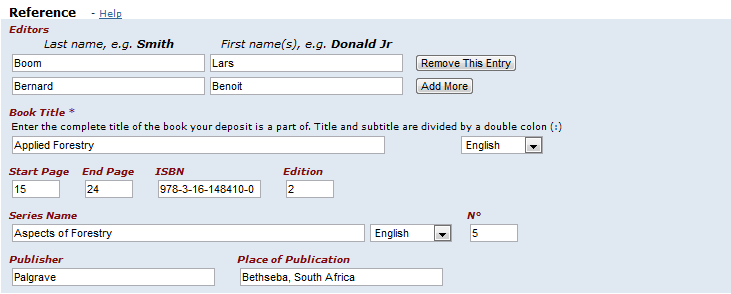 Reference - Help
Editors
Last name, e.g. Smith First name(s), e.g. Donald Jr
Boom Lars Remove This Entry
Bernard Benoit Add More
Book Title *
Enter the complete title of the book your deposit is a part of. Title and subtitle are divided by a double colon (:)
Applied Forestry English
Start Page End Page ISBN Edition
15 24 978-3-16-148410-0 2
Series Name N°
Aspects of Forestry English 5
Publisher Place of Publication
Palgrave Bethseba, South Africa